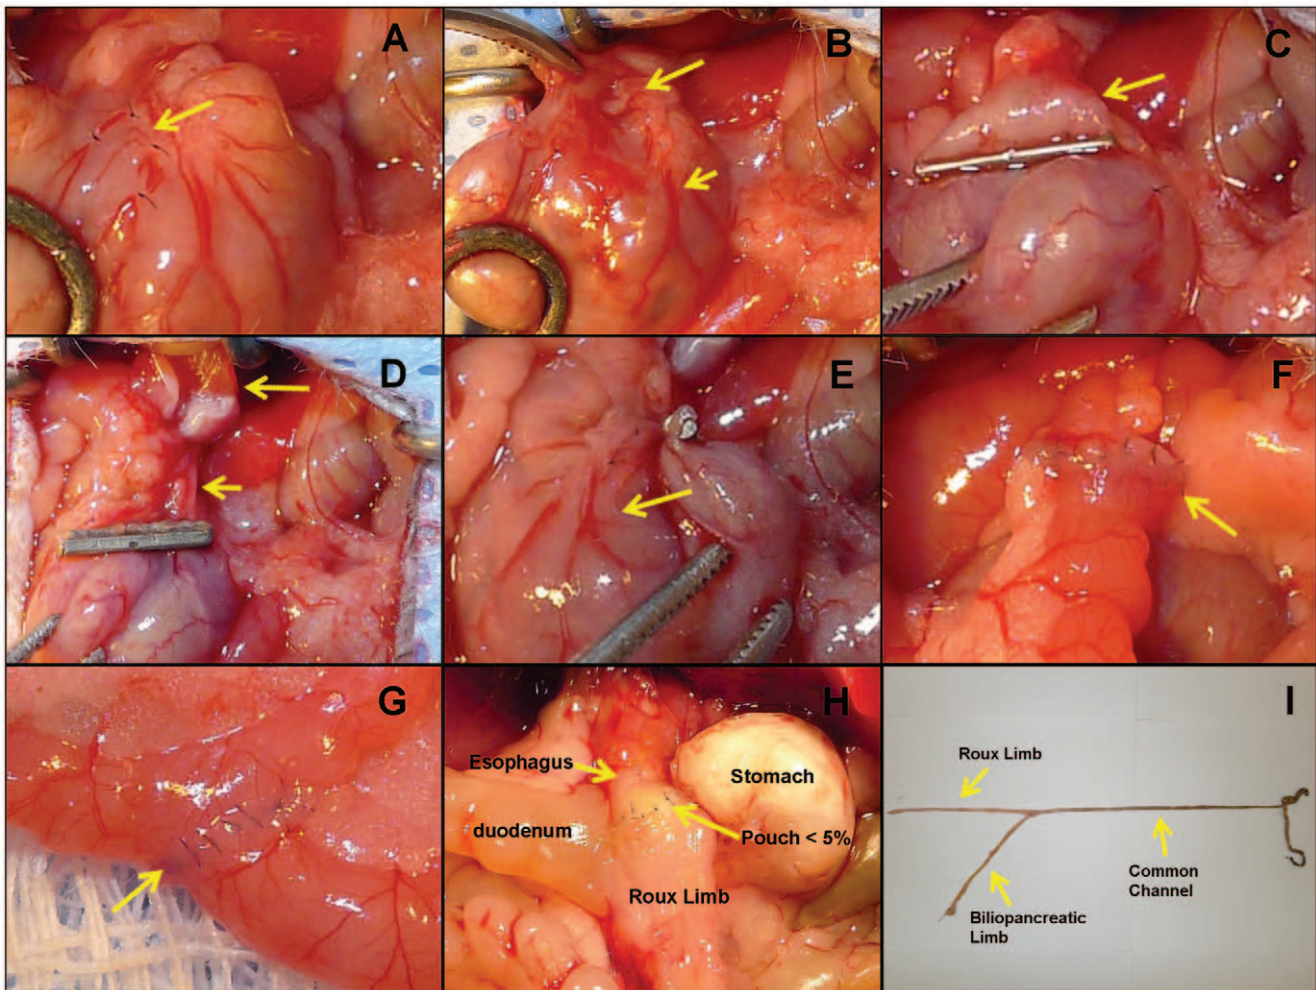 A
B
C
D
E
F
G
H
Esophagus
Stomach
duodenum
Pouch < 5%
Roux Limb
I
Roux Limb
Common
Channel
Biliopancreatic
Limb